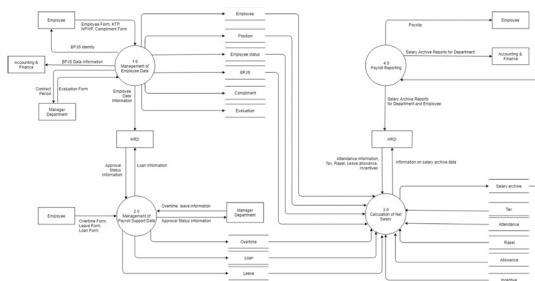 Employee
Employee Form: KTP,
NPWP, Compliment Form
BPJS Identity
Accounting &
Finance
BPJS Data information
Contract
Period
Evaluation Form
Manager
Department
1.0
Management of
Employee Data
Employee
Data
Information
Employee
Position
Employee status
BPJS
Compliment
Evaluation
HRD
Approval
Status
Information
Loan Information
Employee
Overtime Form,
Leave Form,
Loan Form
2.0
Management of
Payroll Support Data
Overtime leave information
Approval Status Information
Manager
Department
Overtime
Loan
Leave
Payslip
Employee
4.0
Payroll Reporting
Salary Archive Reports for Department
Accounting &
Finance
Salary Archive Reports
for Department and Employee
HRD
Attendance information,
Tax, Rapel, Leave allowance,
Incentives
Information on salary archive data
3.0
Calculation of Net
Salary
Salary archive
Tax
Attendance
Rapel
Allowance
Incentive